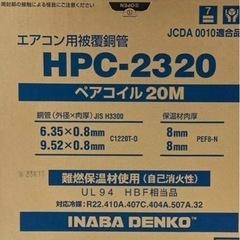 OPEN
7
JCDA 0010適合品
エアコン用被覆銅管
HPC-2320
ペアコイル 20M
銅管(外径×肉厚)JIS H3300
保温材肉厚
6.35×0.8mm
9.52×0.8mm
C1220T-O
8mm
8mm
PEF8-N
難燃保温材使用(自己消火性)
UL94 HBF相当品
対応冷媒:R22.410A.407C.404A.507A.32
INABA DENKO